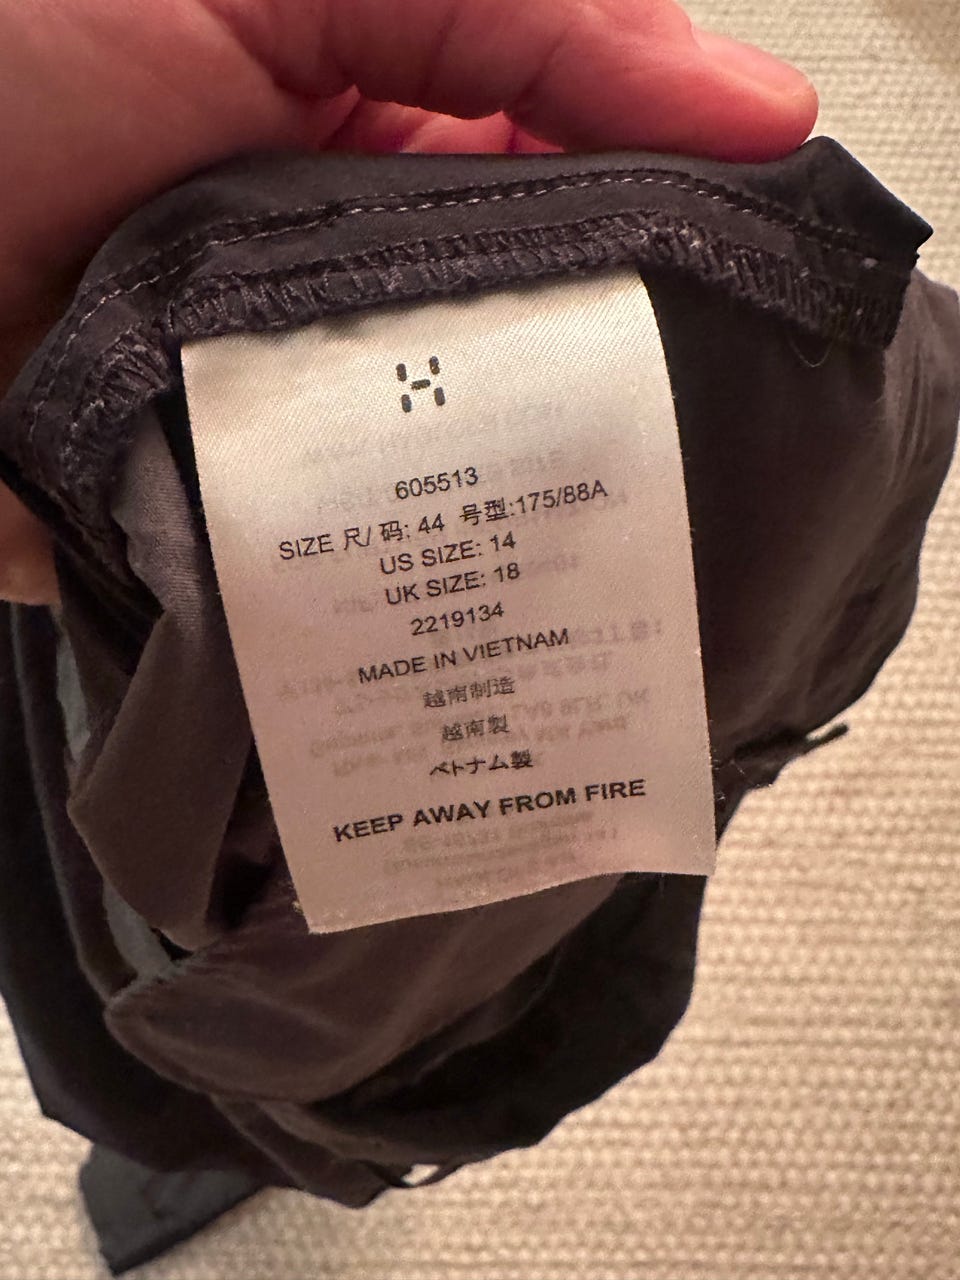 605513
SIZE 尺/ 码: 44 号型:175/88A
US SIZE: 14
UK SIZE: 18
2219134
MADE IN VIETNAM
越南制造
越南製
ベトナム製
KEEP AWAY FROM FIRE